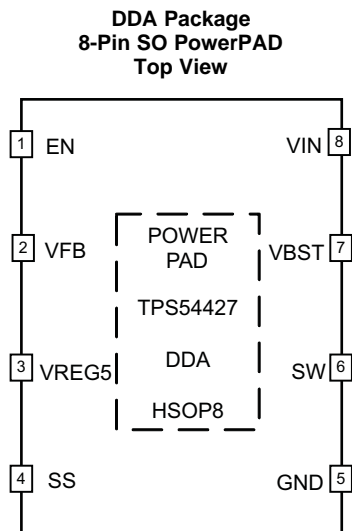 DDA Package
8-Pin SO PowerPAD
Top View
1 EN
VIN 8
2 VFB
POWER
PAD
VBST 7
TPS54427
3 VREG5
DDA
SW 6
HSOP8
4 SS
GND 5